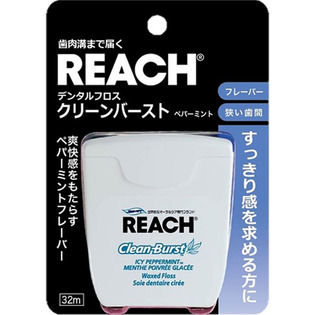 歯肉溝まで届く
REACH®
デンタルフロス
クリーンバースト ペパーミント
フレーバー
狭い歯間
すっきり感を求める方に
爽快感をもたらす
ペパーミントフレーバー
REACH®
Clean-Burst
ICY PEPPERMINT™
MENTHE POIVRÉE GLACÉE
Waxed Floss
Soie dentaire cirée
32m